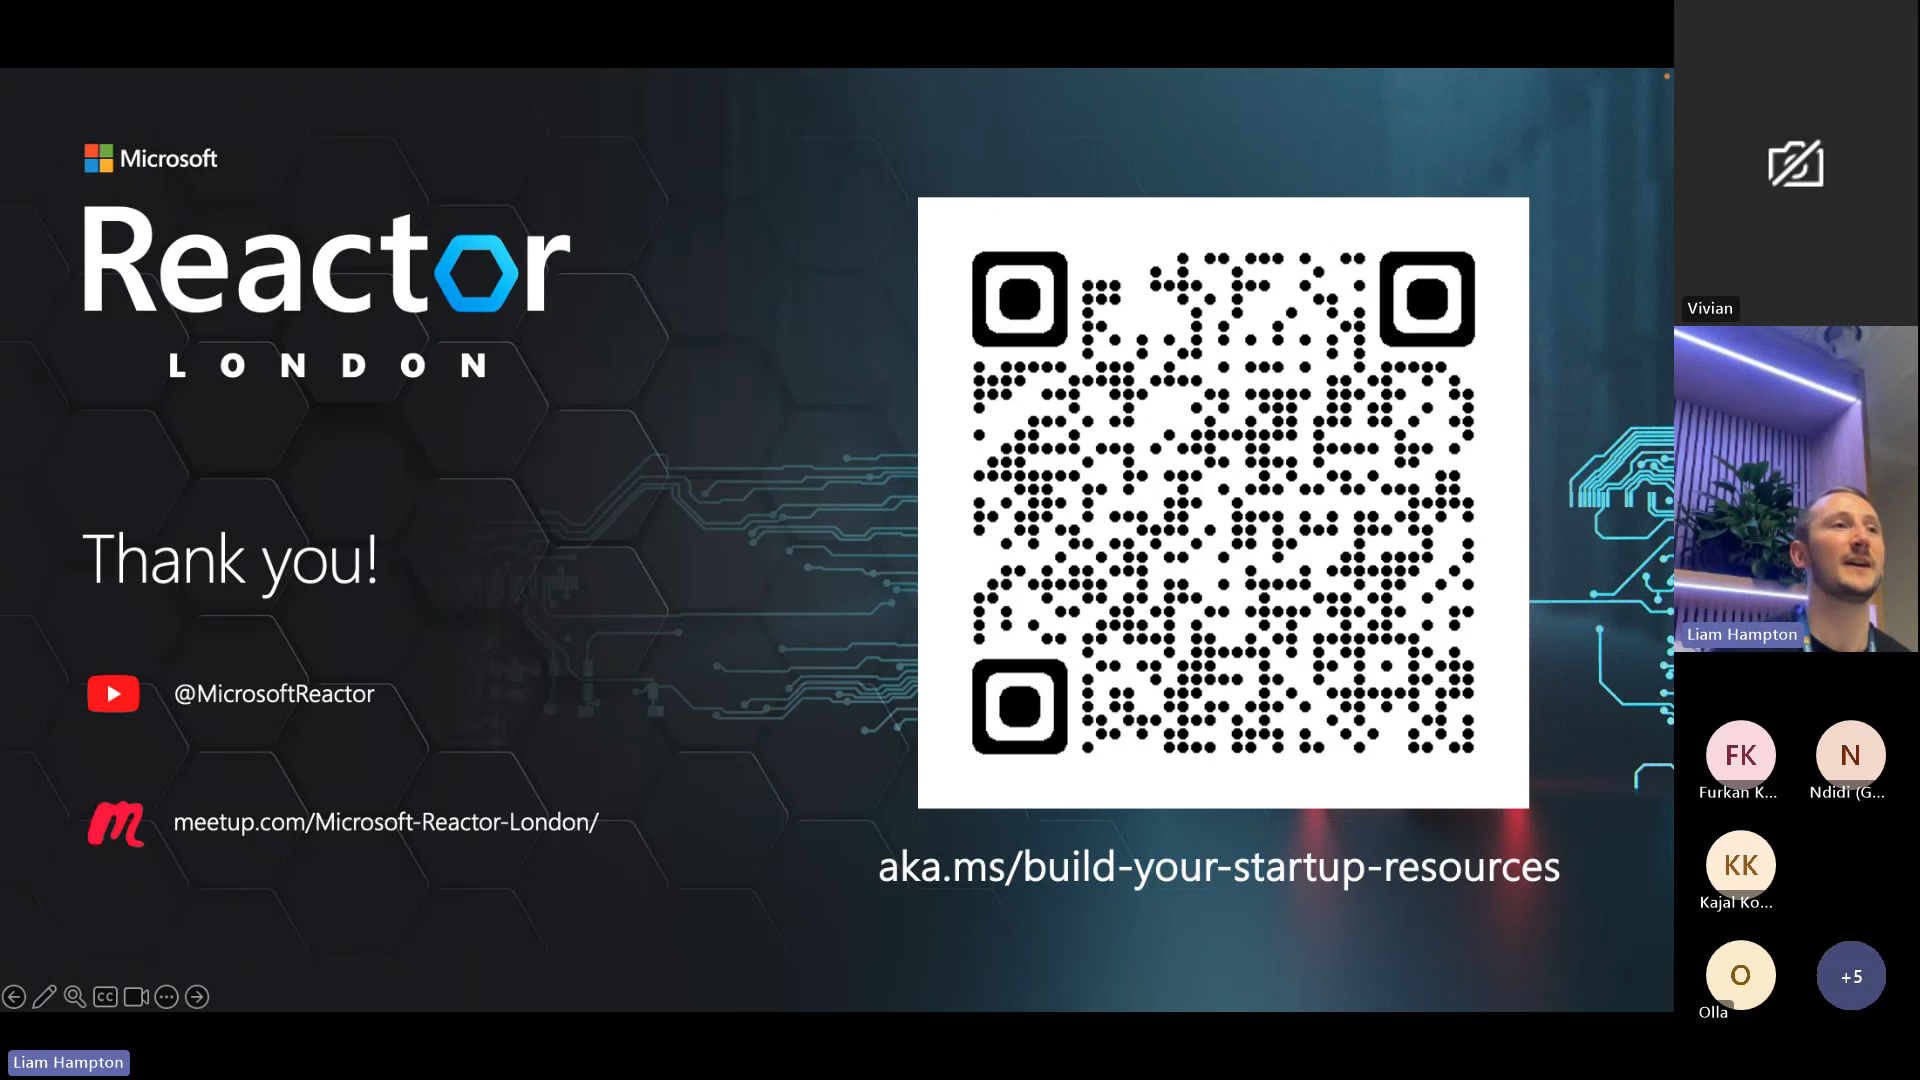 Microsoft
Reactor
LONDON
Thank you!
@MicrosoftReactor
meetup.com/Microsoft-Reactor-London/
aka.ms/build-your-startup-resources
Vivian
Liam Hampton
FK
Furkan K...
N
Ndidi (G...
KK
Kajal Ko...
O
Olla
+5
CC
Liam Hampton